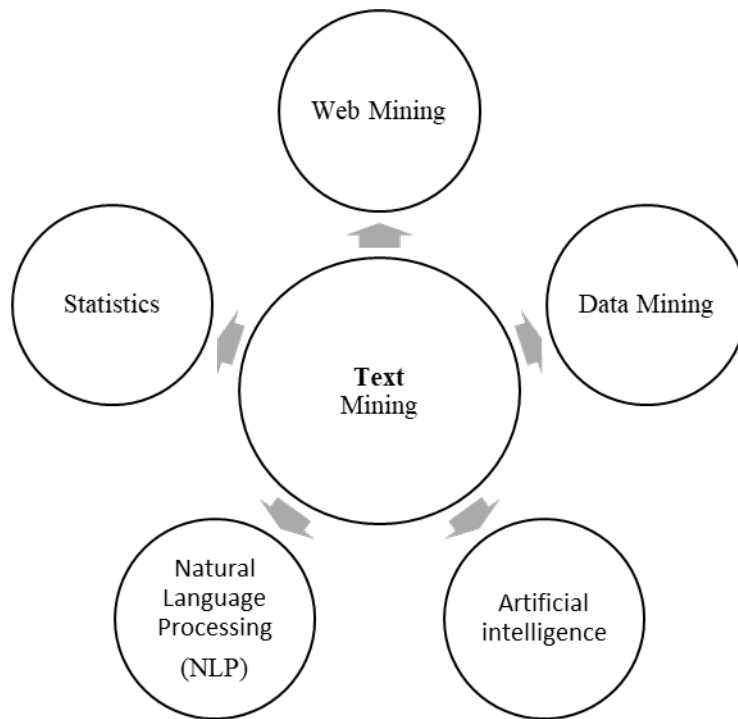 Web Mining
Statistics
Data Mining
Text
Mining
Natural
Language
Processing
(NLP)
Artificial
intelligence